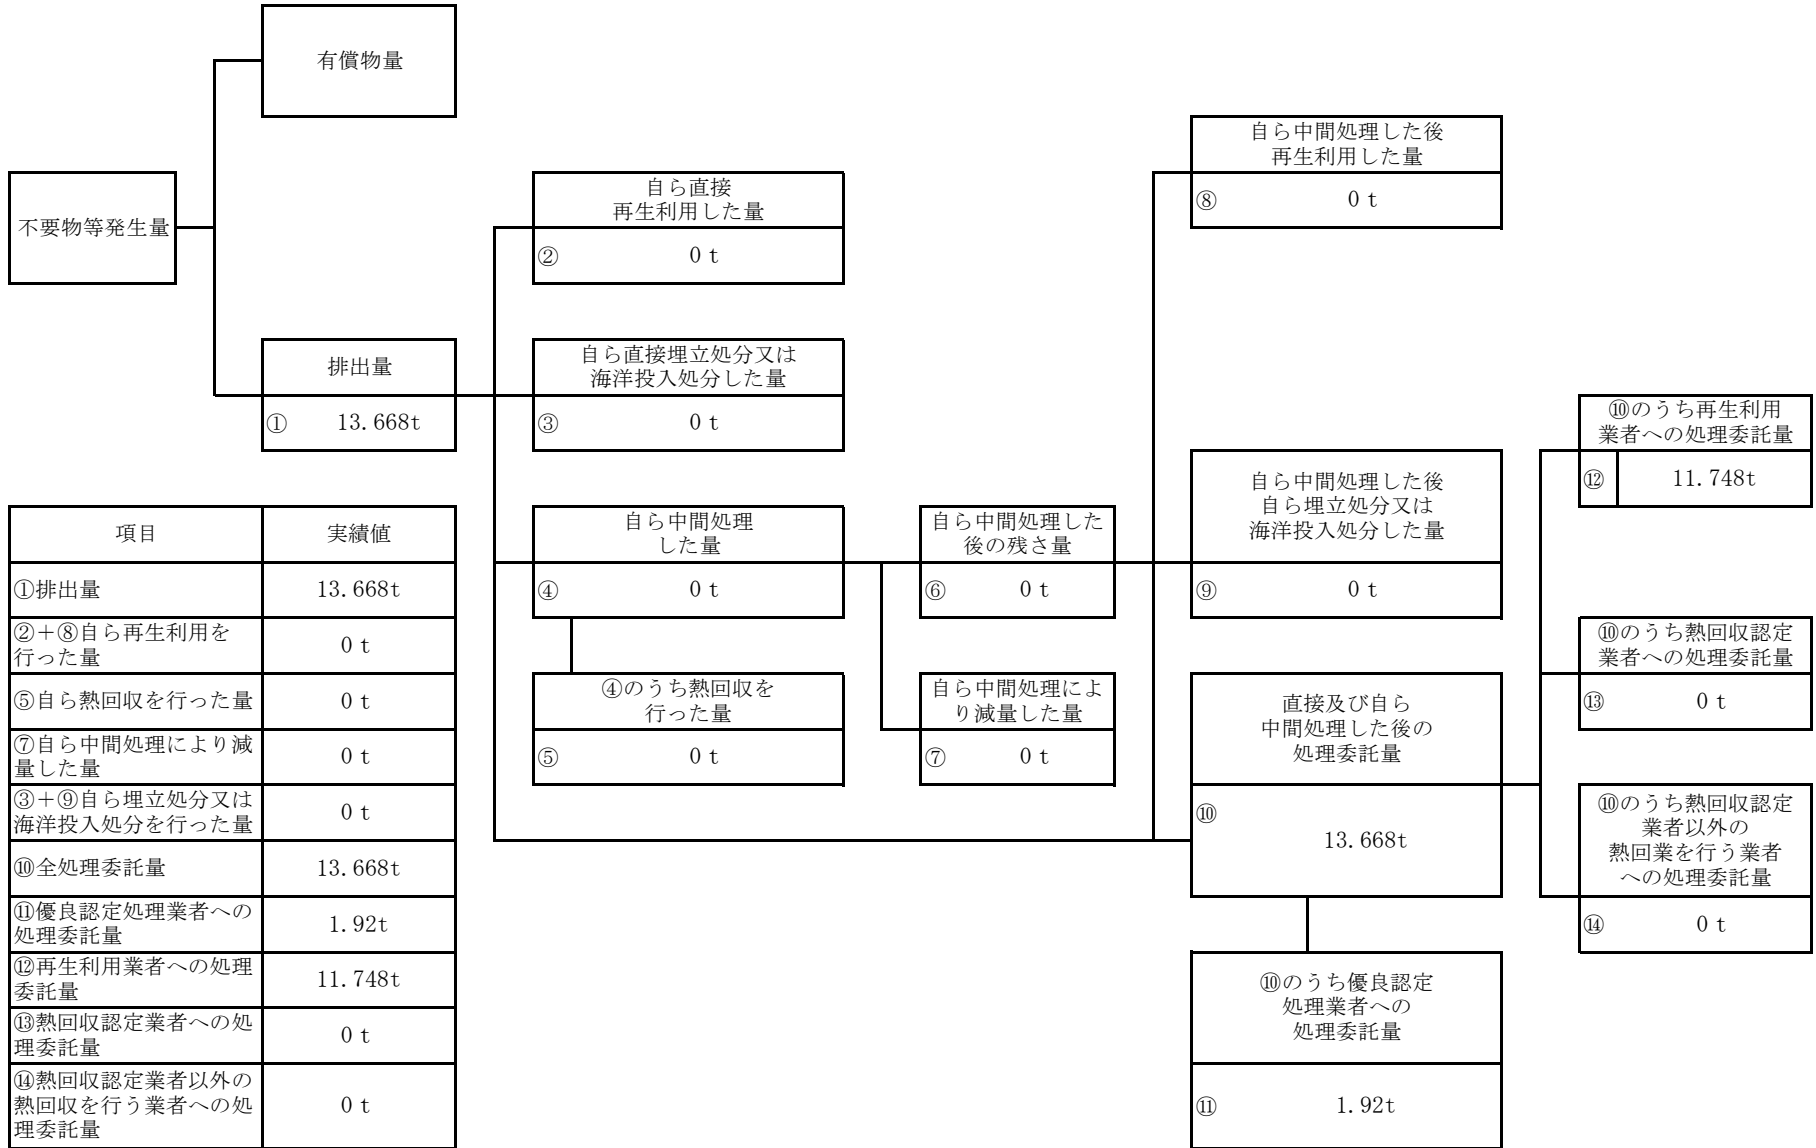 有償物量
不要物等発生量
排出量
① 13.668t
自ら直接
再生利用した量
② 0 t
自ら直接埋立処分又は
海洋投入処分した量
③ 0 t
自ら中間処理
した量
④ 0 t
④のうち熱回収を
行った量
⑤ 0 t
自ら中間処理した
後の残さ量
⑥ 0 t
自ら中間処理によ
り減量した量
⑦ 0 t
自ら中間処理した後
再生利用した量
⑧ 0 t
自ら中間処理した後
自ら埋立処分又は
海洋投入処分した量
⑨ 0 t
直接及び自ら
中間処理した後の
処理委託量
⑩
13.668t
⑩のうち優良認定
処理業者への
処理委託量
⑪ 1.92t
⑩のうち再生利用
業者への処理委託量
⑫ 11.748t
⑩のうち熱回収認定
業者への処理委託量
⑬ 0 t
⑩のうち熱回収認定
業者以外の
熱回業を行う業者
への処理委託量
⑭ 0 t
項目 実績値
①排出量 13.668t
②＋⑧自ら再生利用を
行った量 0 t
⑤自ら熱回収を行った量 0 t
⑦自ら中間処理により減
量した量 0 t
③＋⑨自ら埋立処分又は
海洋投入処分を行った量 0 t
⑩全処理委託量 13.668t
⑪優良認定処理業者への
処理委託量 1.92t
⑫再生利用業者への処理
委託量 11.748t
⑬熱回収認定業者への処
理委託量 0 t
⑭熱回収認定業者以外の
熱回収を行う業者への処
理委託量 0 t